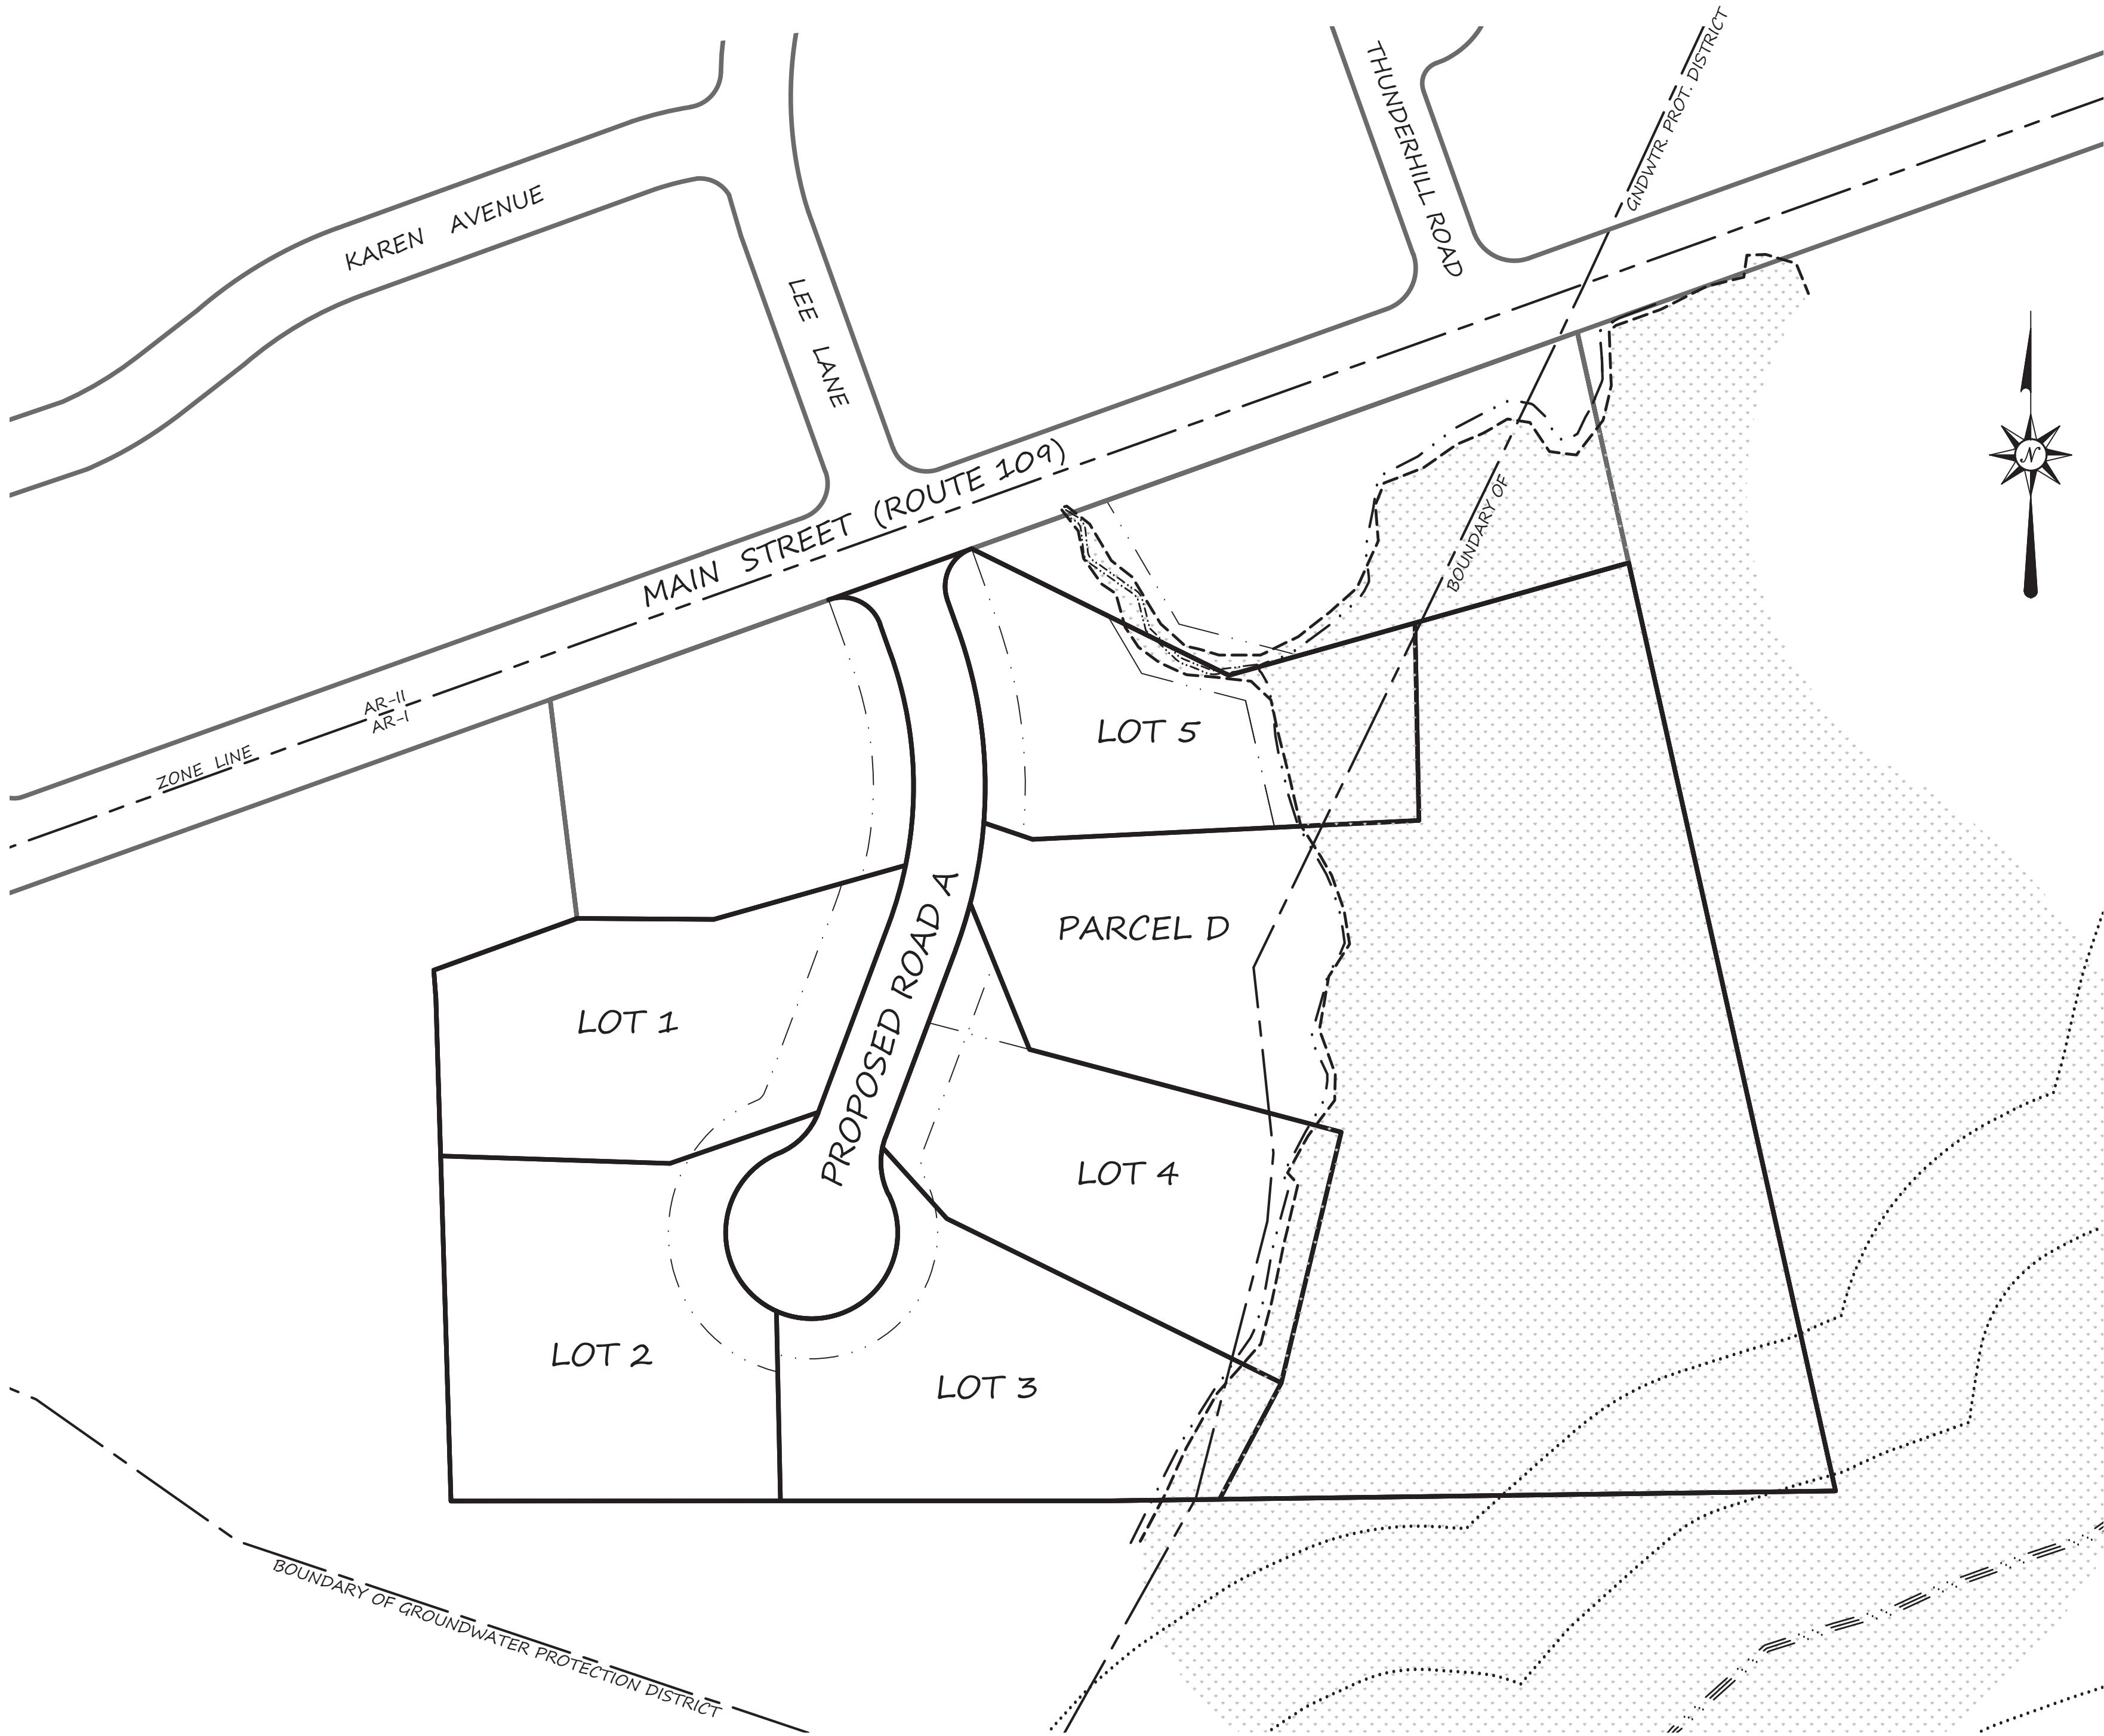 THUNDERHILL ROAD
GNDWTR. PROT. DISTRICT
KAREN AVENUE
LEE LANE
MAIN STREET (ROUTE 109)
BOUNDARY OF
N
AR-II
AR-I
ZONE LINE
LOT 5
PROPOSED ROAD A
PARCEL D
LOT 1
LOT 4
LOT 2
LOT 3
BOUNDARY OF GROUNDWATER PROTECTION DISTRICT